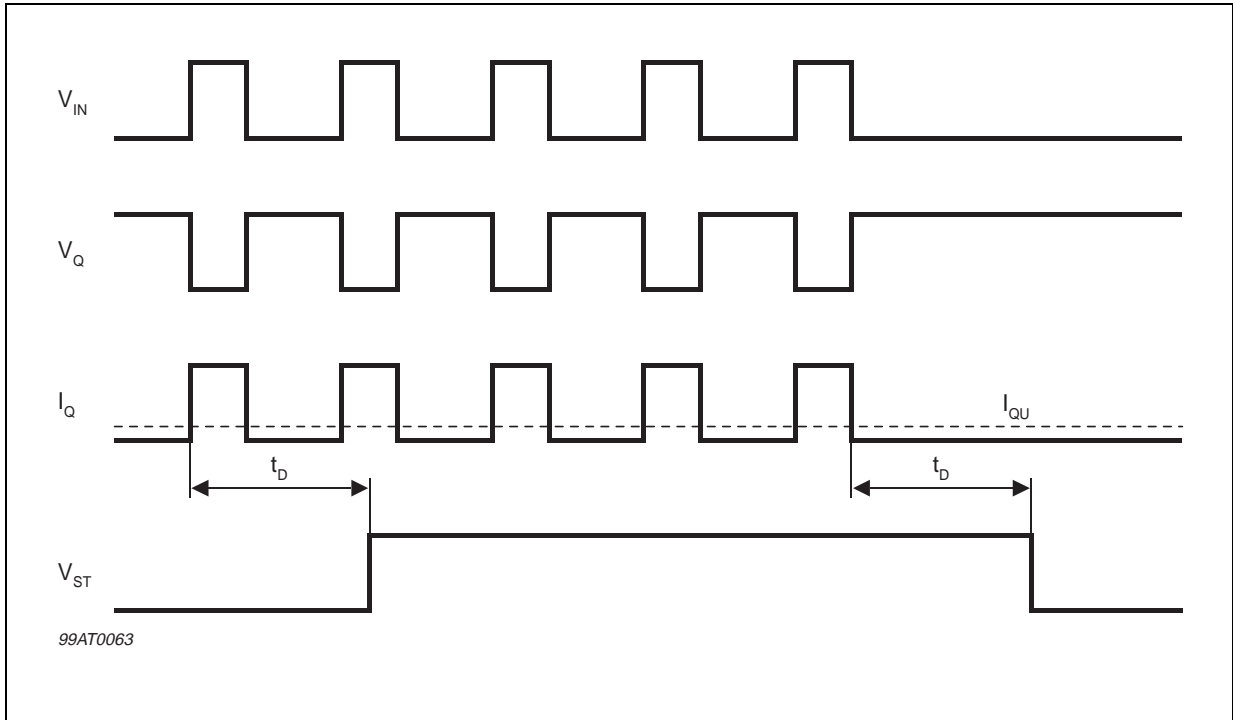 V_IN
V_Q
I_Q
I_QU
t_D
t_D
V_ST
99AT0063